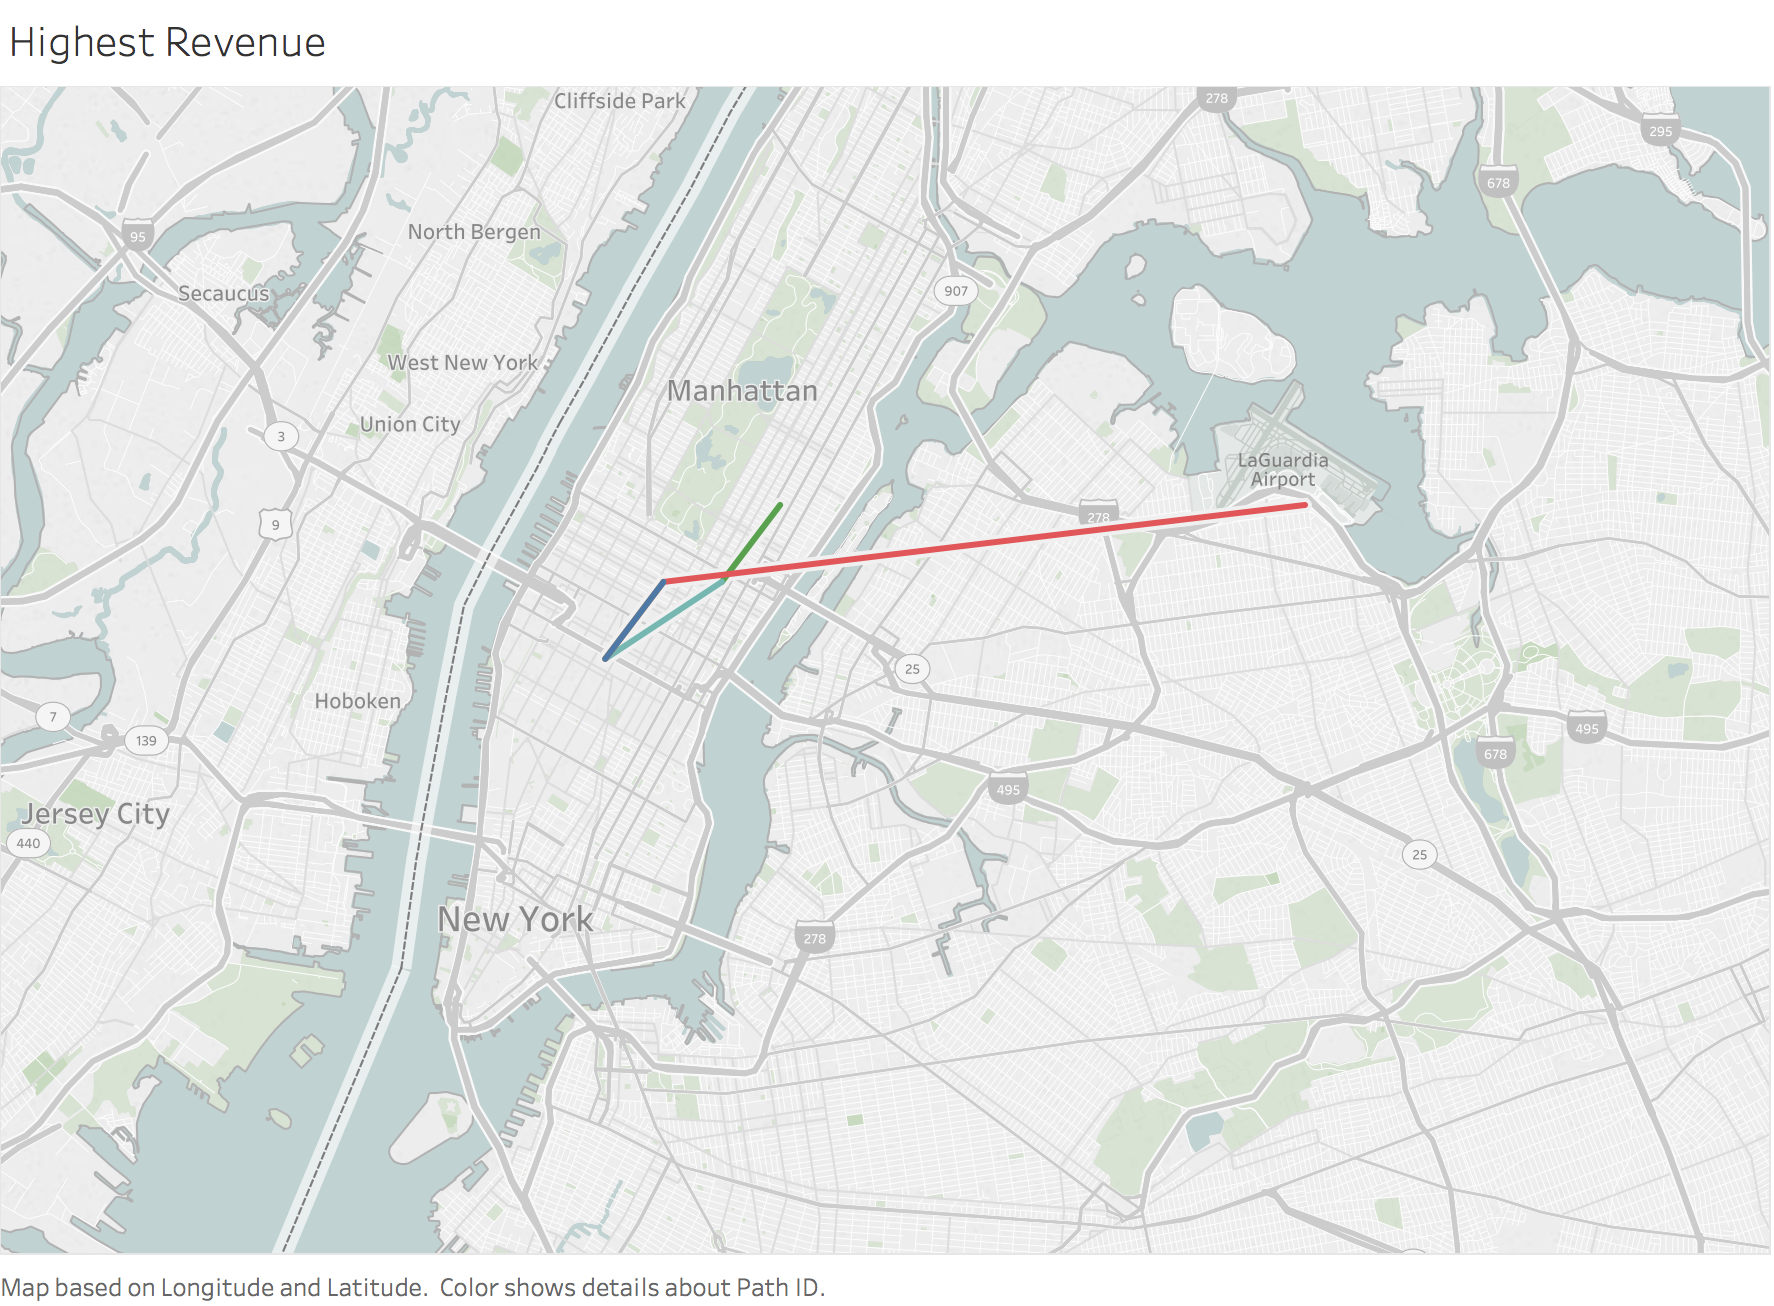 Highest Revenue
Cliffside Park
278
295
678
North Bergen
95
Secaucus
907
West New York
Manhattan
Union City
3
LaGuardia
Airport
9
278
25
Hoboken
7
139
495
678
495
Jersey City
440
25
New York
278
Map based on Longitude and Latitude.  Color shows details about Path ID.